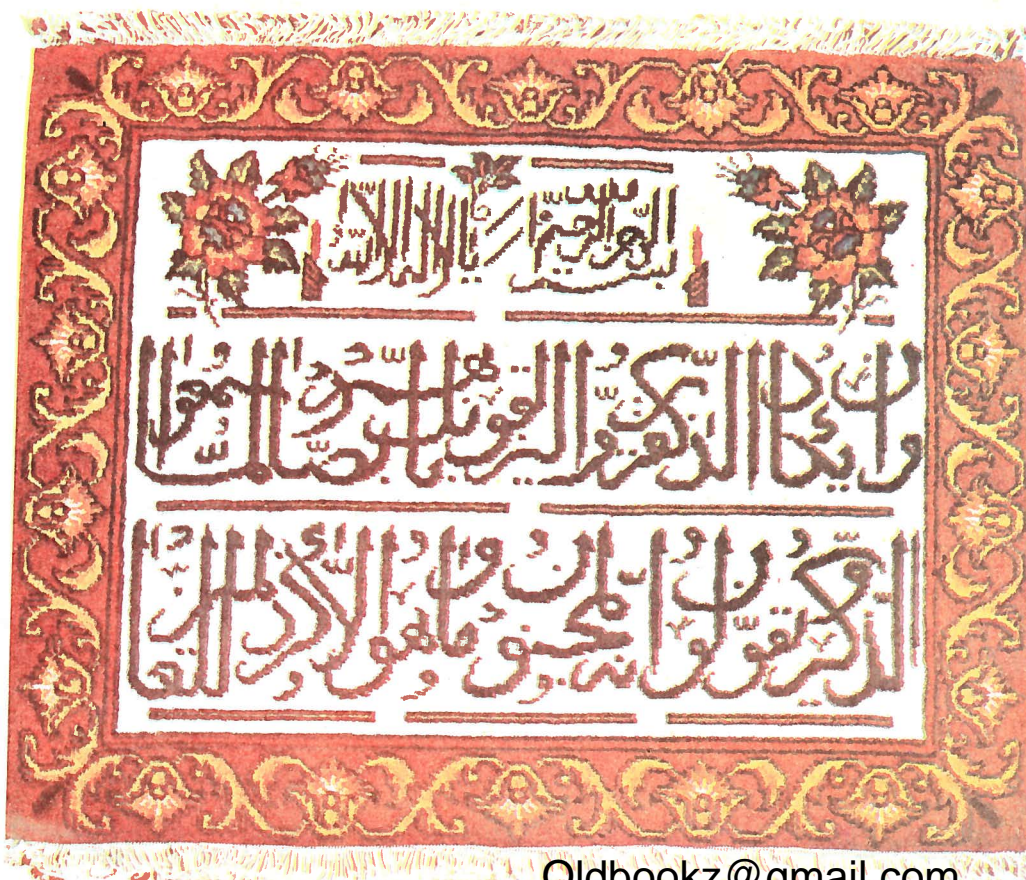 بسم الله الرحمن الرحيم
وان يكاد الذين كفروا ليزلقونك بابصارهم لما سمعوا
الذكر ويقولون انه لمجنون وما هو الا ذكر للعالمين
Oldbookz@gmail.com